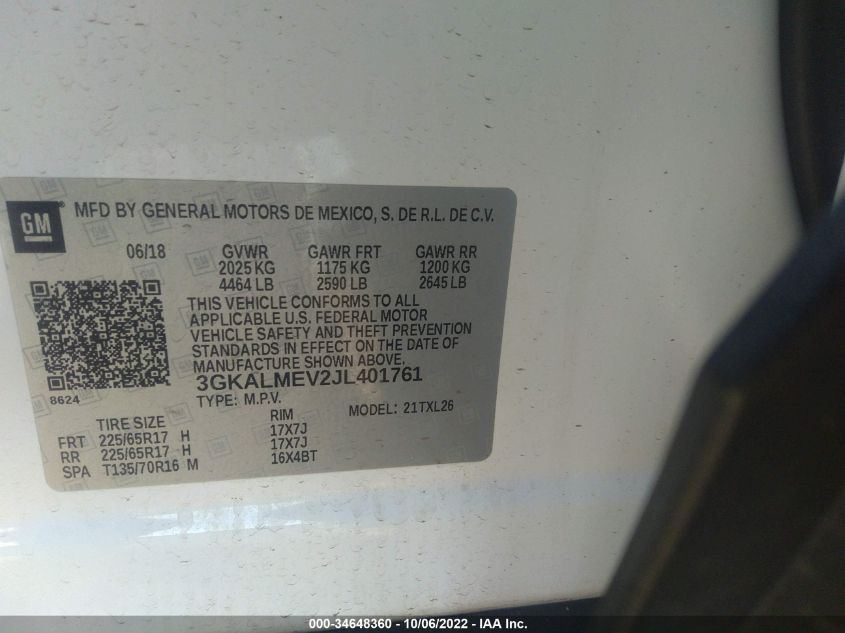 GM
MFD BY GENERAL MOTORS DE MEXICO, S. DE R.L. DE C.V.
06/18 GVWR GAWR FRT GAWR RR
2025 KG 1175 KG 1200 KG
4464 LB 2590 LB 2645 LB
THIS VEHICLE CONFORMS TO ALL
APPLICABLE U.S. FEDERAL MOTOR
VEHICLE SAFETY AND THEFT PREVENTION
STANDARDS IN EFFECT ON THE DATE OF
MANUFACTURE SHOWN ABOVE.
8624
3GKALMEV2JL401761
TYPE: M.P.V. MODEL: 21TXL26
TIRE SIZE RIM
FRT 225/65R17 H 17X7J
RR 225/65R17 H 17X7J
SPA T135/70R16 M 16X4BT
000-34648360 - 10/06/2022 - IAA Inc.